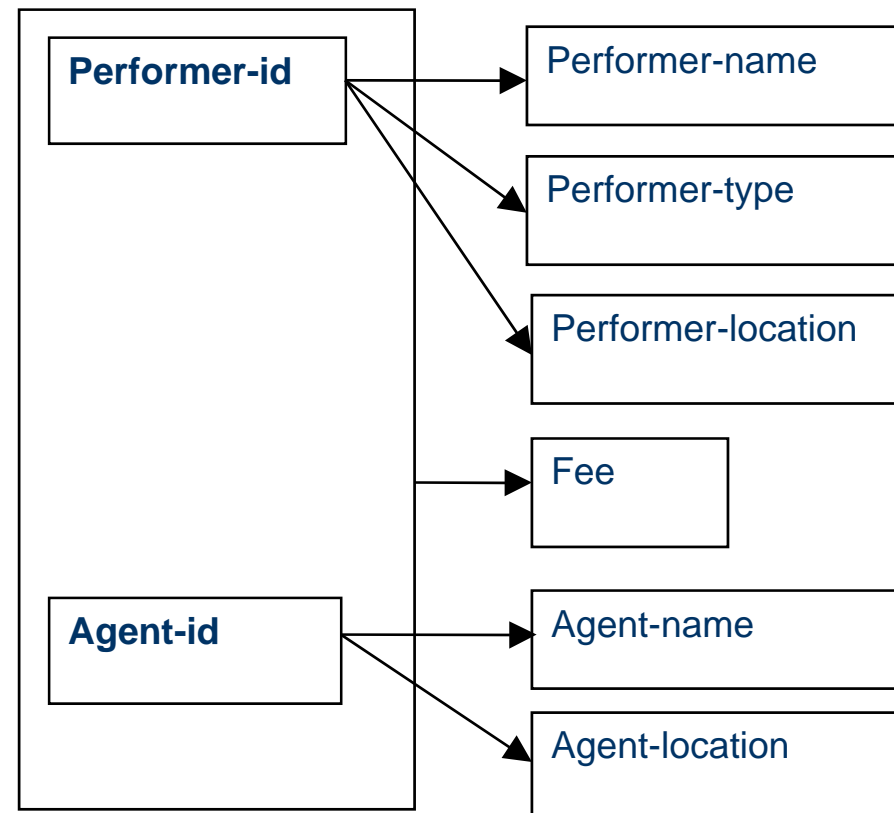 Performer-id
Performer-name
Performer-type
Performer-location
Fee
Agent-id
Agent-name
Agent-location